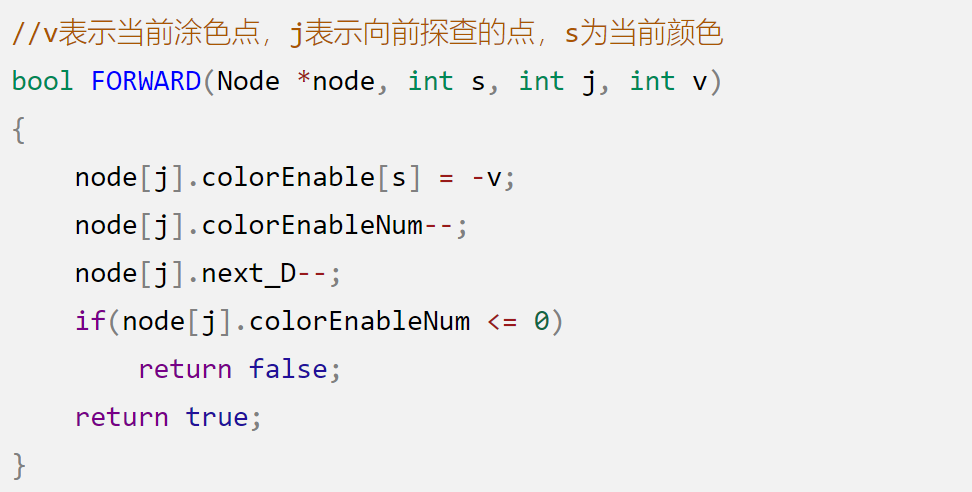 //v表示当前涂色点，j表示向前探查的点，s为当前颜色
bool FORWARD(Node *node, int s, int j, int v)
{
    node[j].colorEnable[s] = -v;
    node[j].colorEnableNum--;
    node[j].next_D--;
    if(node[j].colorEnableNum <= 0)
        return false;
    return true;
}